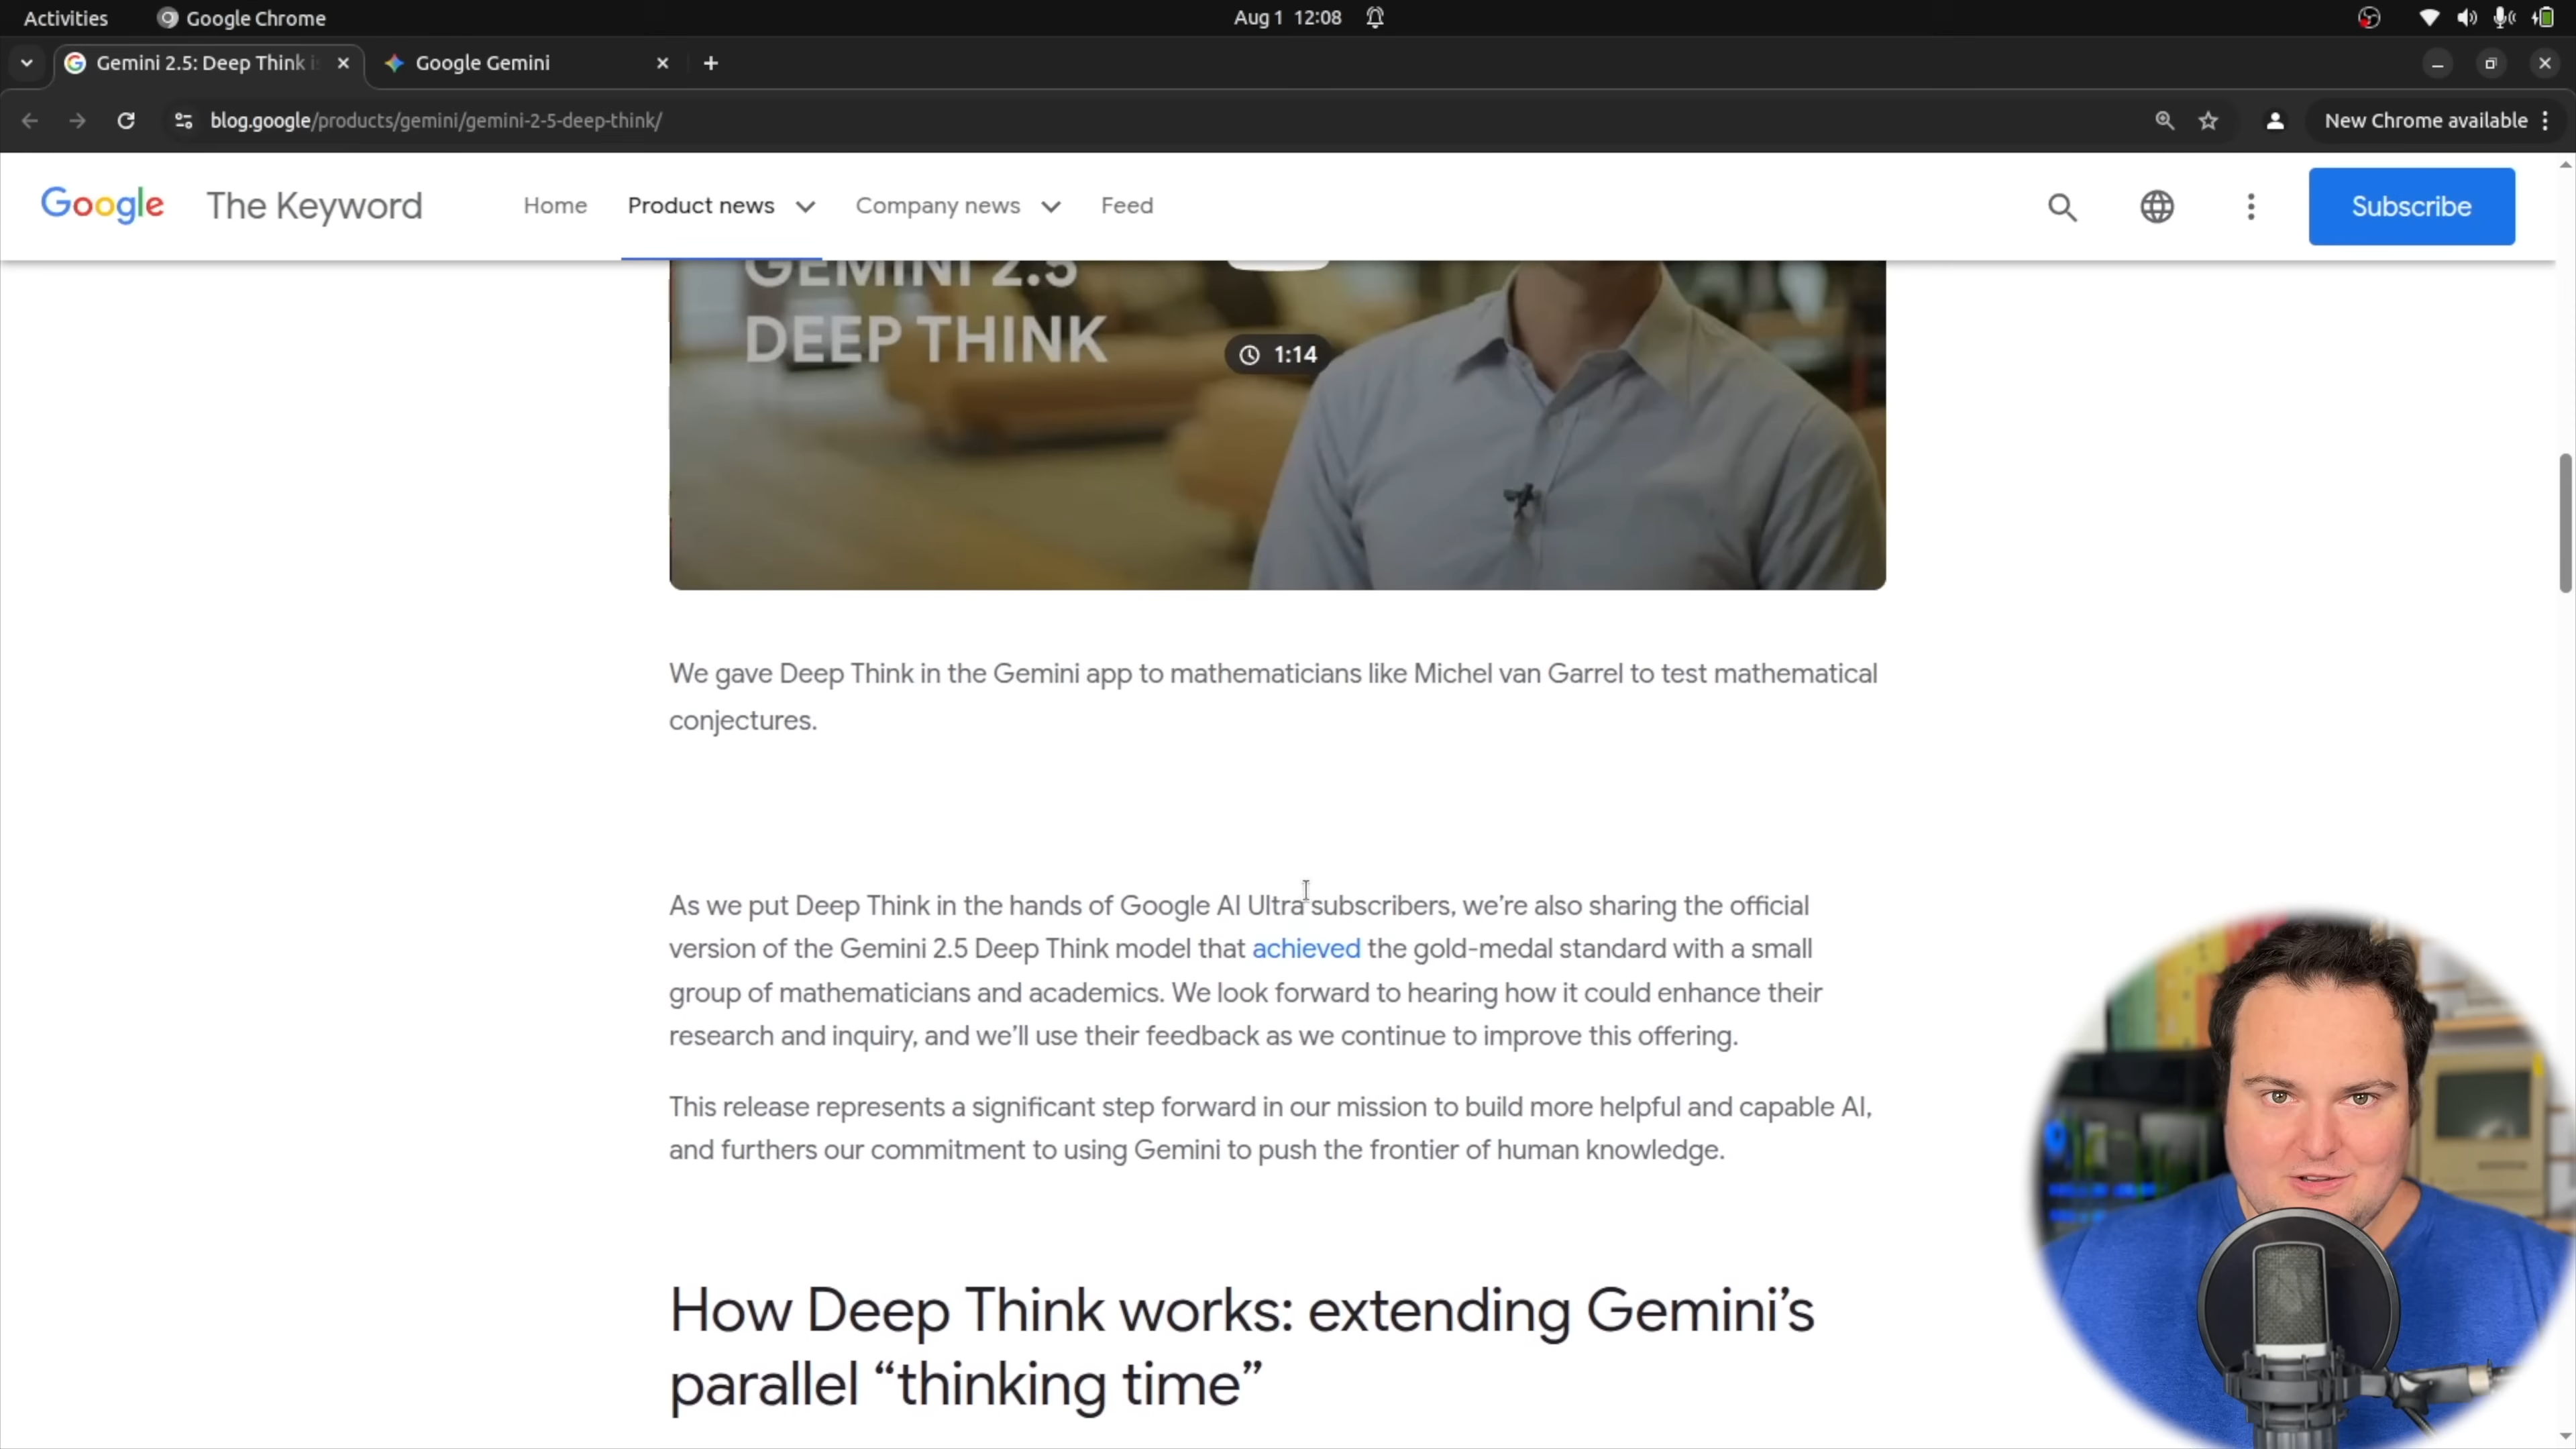 Activities
Google Chrome
Aug 1 12:08
Gemini 2.5: Deep Think
Google Gemini
blog.google/products/gemini/gemini-2-5-deep-think/
New Chrome available
Google The Keyword
Home
Product news
Company news
Feed
Subscribe
GEMINI 2.5
DEEP THINK
1:14
We gave Deep Think in the Gemini app to mathematicians like Michel van Garrel to test mathematical
conjectures.
As we put Deep Think in the hands of Google AI Ultra subscribers, we’re also sharing the official
version of the Gemini 2.5 Deep Think model that achieved the gold-medal standard with a small
group of mathematicians and academics. We look forward to hearing how it could enhance their
research and inquiry, and we’ll use their feedback as we continue to improve this offering.
This release represents a significant step forward in our mission to build more helpful and capable AI,
and furthers our commitment to using Gemini to push the frontier of human knowledge.
How Deep Think works: extending Gemini’s
parallel “thinking time”